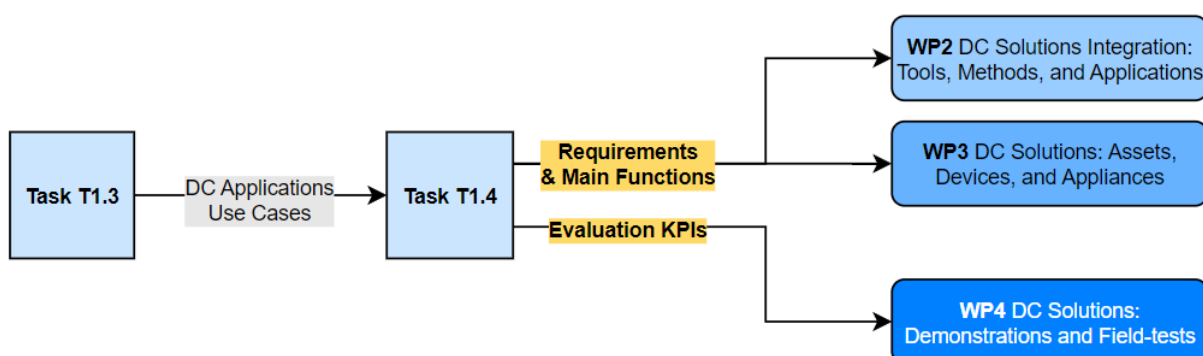 Task T1.3
DC Applications
Use Cases
Task T1.4
Requirements
& Main Functions
Evaluation KPIs
WP2 DC Solutions Integration:
Tools, Methods, and Applications
WP3 DC Solutions: Assets,
Devices, and Appliances
WP4 DC Solutions:
Demonstrations and Field-tests